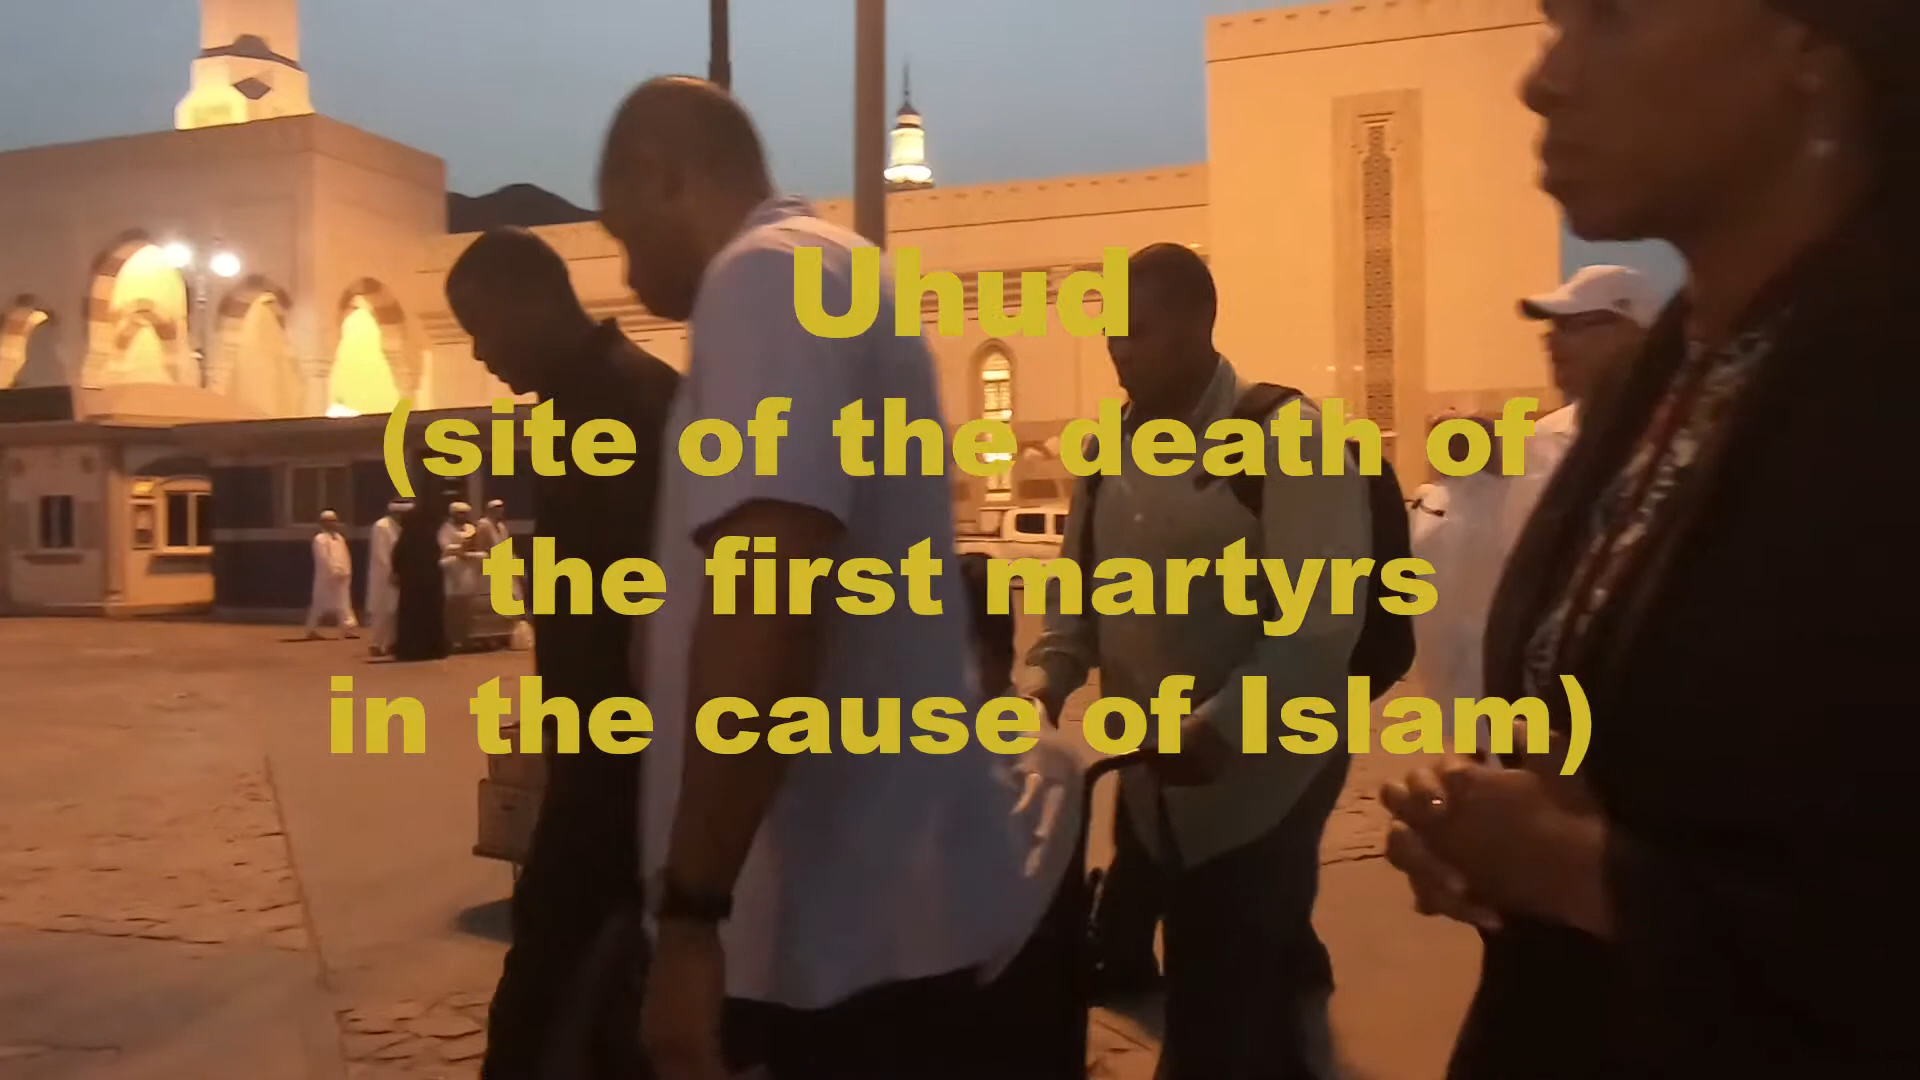 Uhud
(site of the death of
the first martyrs
in the cause of Islam)